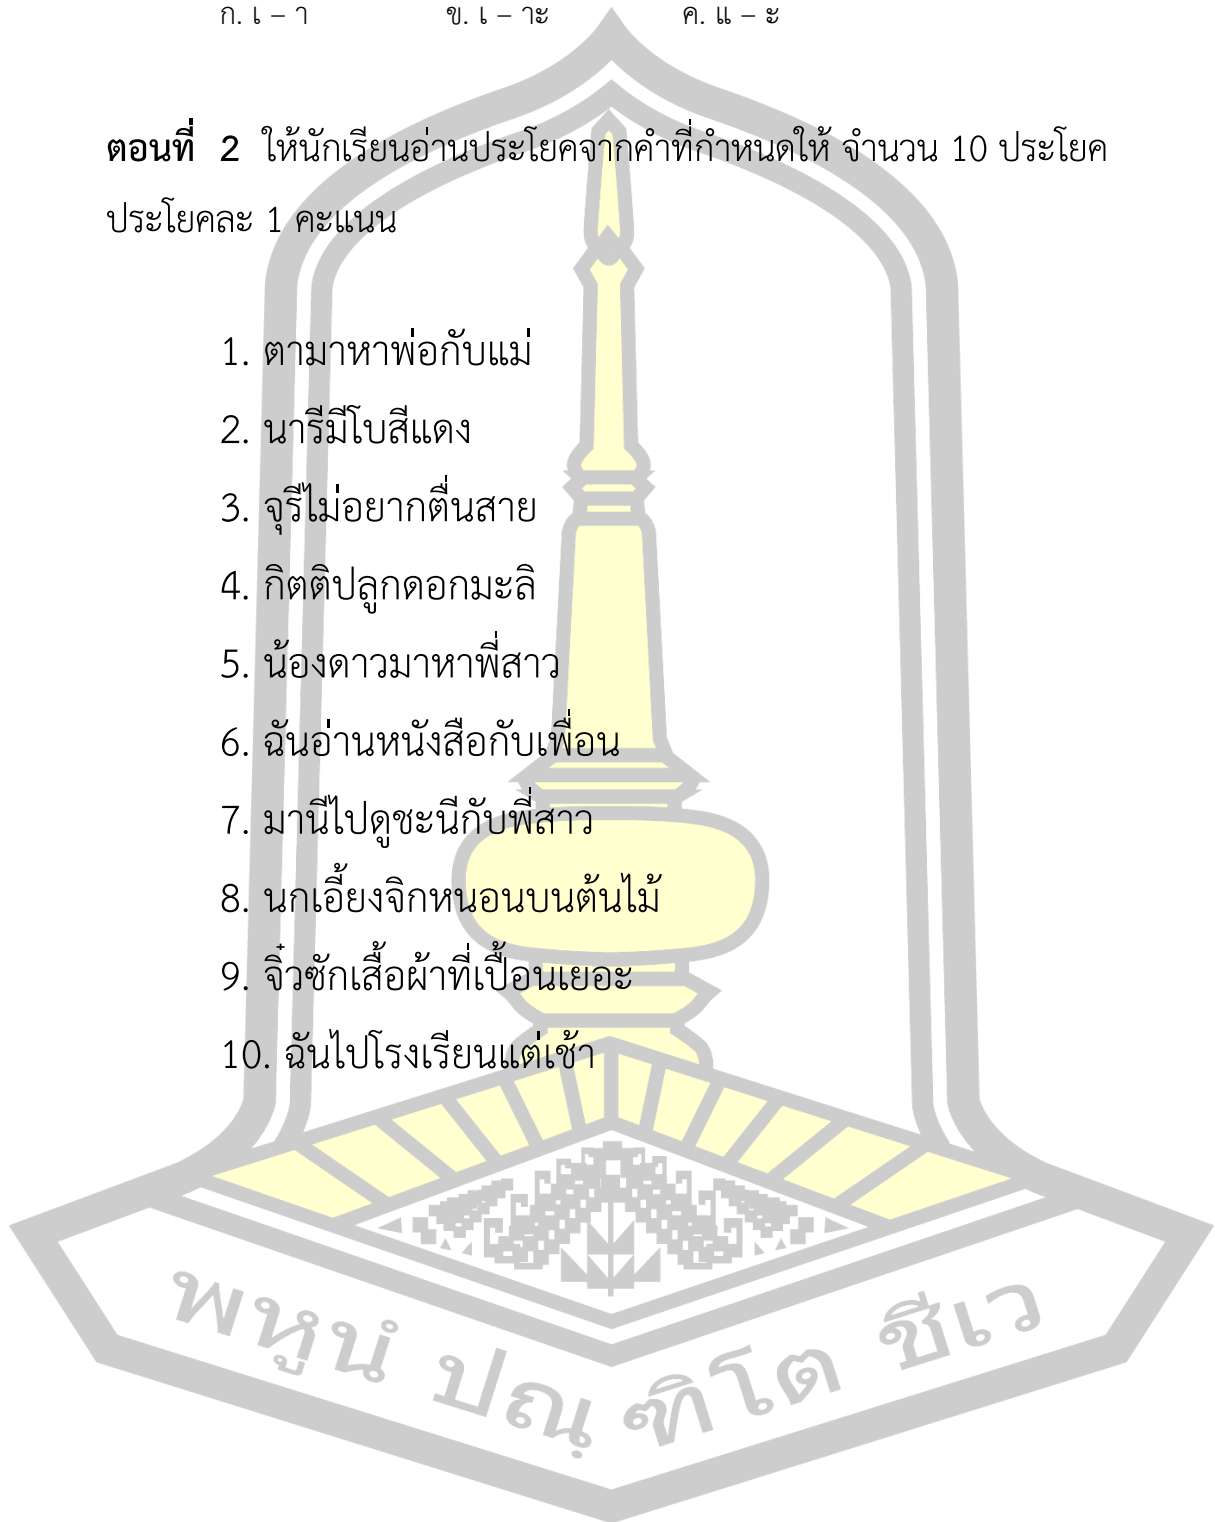 ก. เ – า ข. เ – าะ ค. แ – ะ
ตอนที่ 2 ให้นักเรียนอ่านประโยคจากคำที่กำหนดให้ จำนวน 10 ประโยค
ประโยคละ 1 คะแนน
1. ตามาหาพ่อกับแม่
2. นารีมีโบสีแดง
3. จุรีไม่อยากตื่นสาย
4. กิตติปลูกดอกมะลิ
5. น้องดาวมาหาพี่สาว
6. ฉันอ่านหนังสือกับเพื่อน
7. มานีไปดูชะนีกับพี่สาว
8. นกเอี้ยงจิกหนอนบนต้นไม้
9. จิ๋วซักเสื้อผ้าที่เปื้อนเยอะ
10. ฉันไปโรงเรียนแต่เช้า
พหูนํ ปณฺ ฑิโต ชีเว